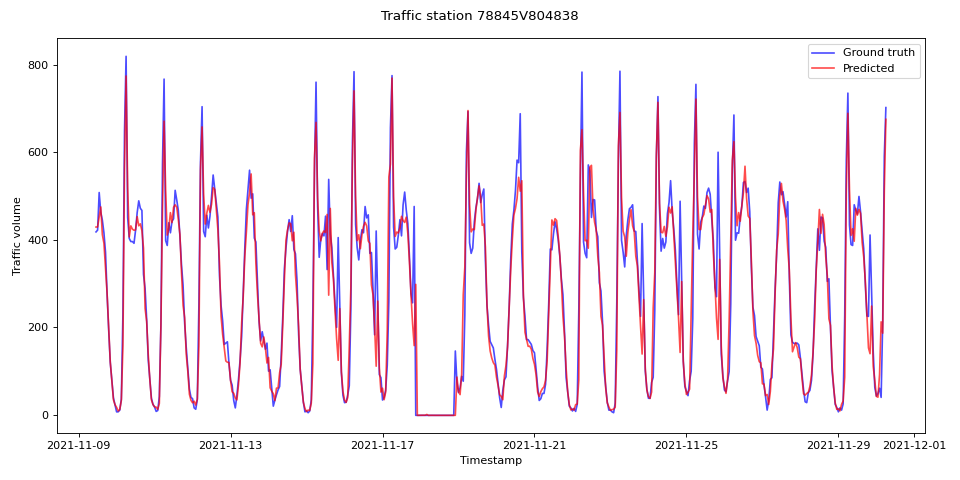 Traffic station 78845V804838
Ground truth
Predicted
800
600
400
200
0
Traffic volume
2021-11-09
2021-11-13
2021-11-17
2021-11-21
2021-11-25
2021-11-29
2021-12-01
Timestamp